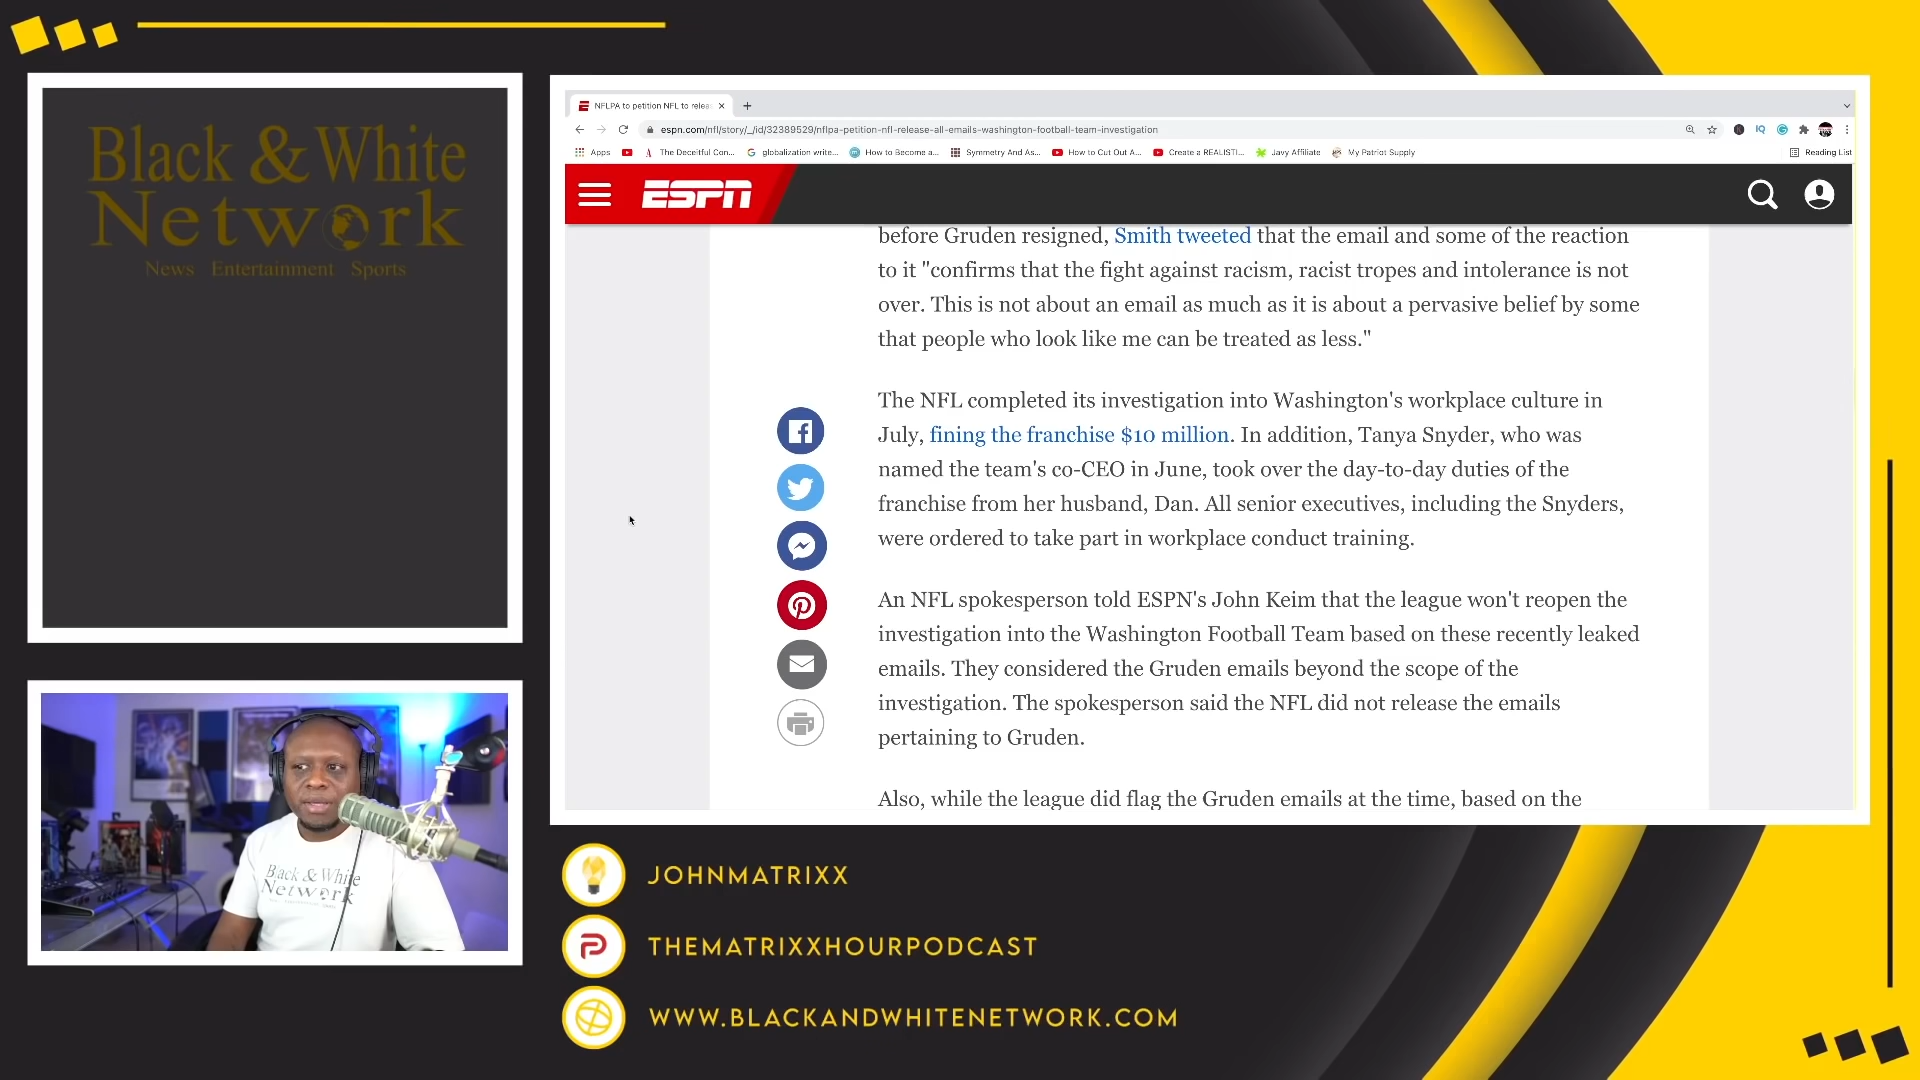 Black & White
Network
News Entertainment Sports
NFLPA to petition NFL to relea
espn.com/nfl/story/_/id/32389529/nflpa-petition-nfl-release-all-emails-washington-football-team-investigation
Apps
The Deceitful Con...
globalization write...
How to Become a...
Symmetry And As...
How to Cut Out A...
Create a REALISTI...
Javy Affiliate
My Patriot Supply
Reading List
ESPN
before Gruden resigned, Smith tweeted that the email and some of the reaction
to it "confirms that the fight against racism, racist tropes and intolerance is not
over. This is not about an email as much as it is about a pervasive belief by some
that people who look like me can be treated as less."
The NFL completed its investigation into Washington's workplace culture in
July, fining the franchise $10 million. In addition, Tanya Snyder, who was
named the team's co-CEO in June, took over the day-to-day duties of the
franchise from her husband, Dan. All senior executives, including the Snyders,
were ordered to take part in workplace conduct training.
An NFL spokesperson told ESPN's John Keim that the league won't reopen the
investigation into the Washington Football Team based on these recently leaked
emails. They considered the Gruden emails beyond the scope of the
investigation. The spokesperson said the NFL did not release the emails
pertaining to Gruden.
Also, while the league did flag the Gruden emails at the time, based on the
Back & White
Network
JOHNMATRIXX
THEMATRIXXHOURPODCAST
WWW.BLACKANDWHITENETWORK.COM